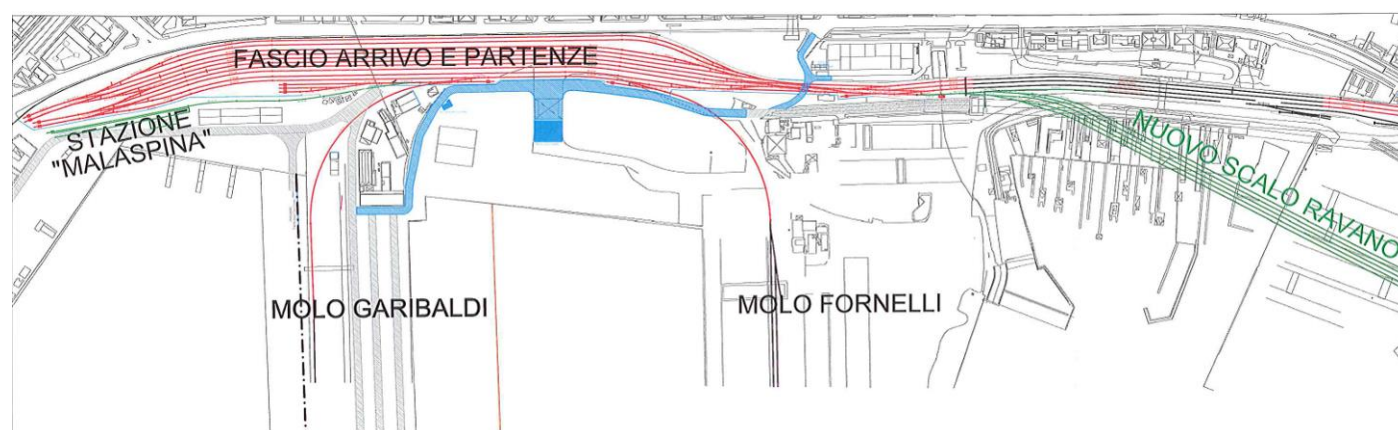 FASCIO ARRIVO E PARTENZE
STAZIONE
"MALASPINA"
NUOVO SCALO RAVANO
MOLO GARIBALDI
MOLO FORNELLI